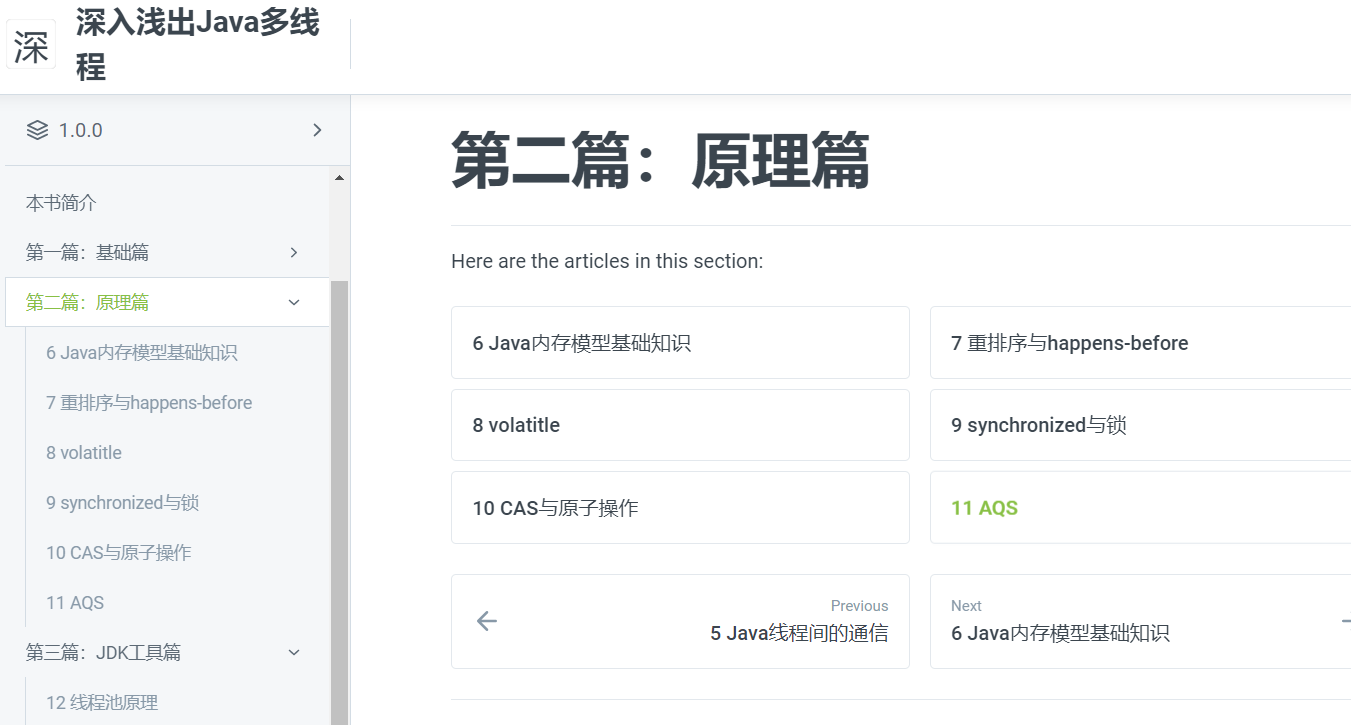 深
深入浅出Java多线
程
1.0.0
本书简介
第一篇：基础篇
第二篇：原理篇
6 Java内存模型基础知识
7 重排序与happens-before
8 volatitle
9 synchronized与锁
10 CAS与原子操作
11 AQS
第三篇：JDK工具篇
12 线程池原理
第二篇：原理篇
Here are the articles in this section:
6 Java内存模型基础知识
7 重排序与happens-before
8 volatitle
9 synchronized与锁
10 CAS与原子操作
11 AQS
Previous
5 Java线程间的通信
Next
6 Java内存模型基础知识